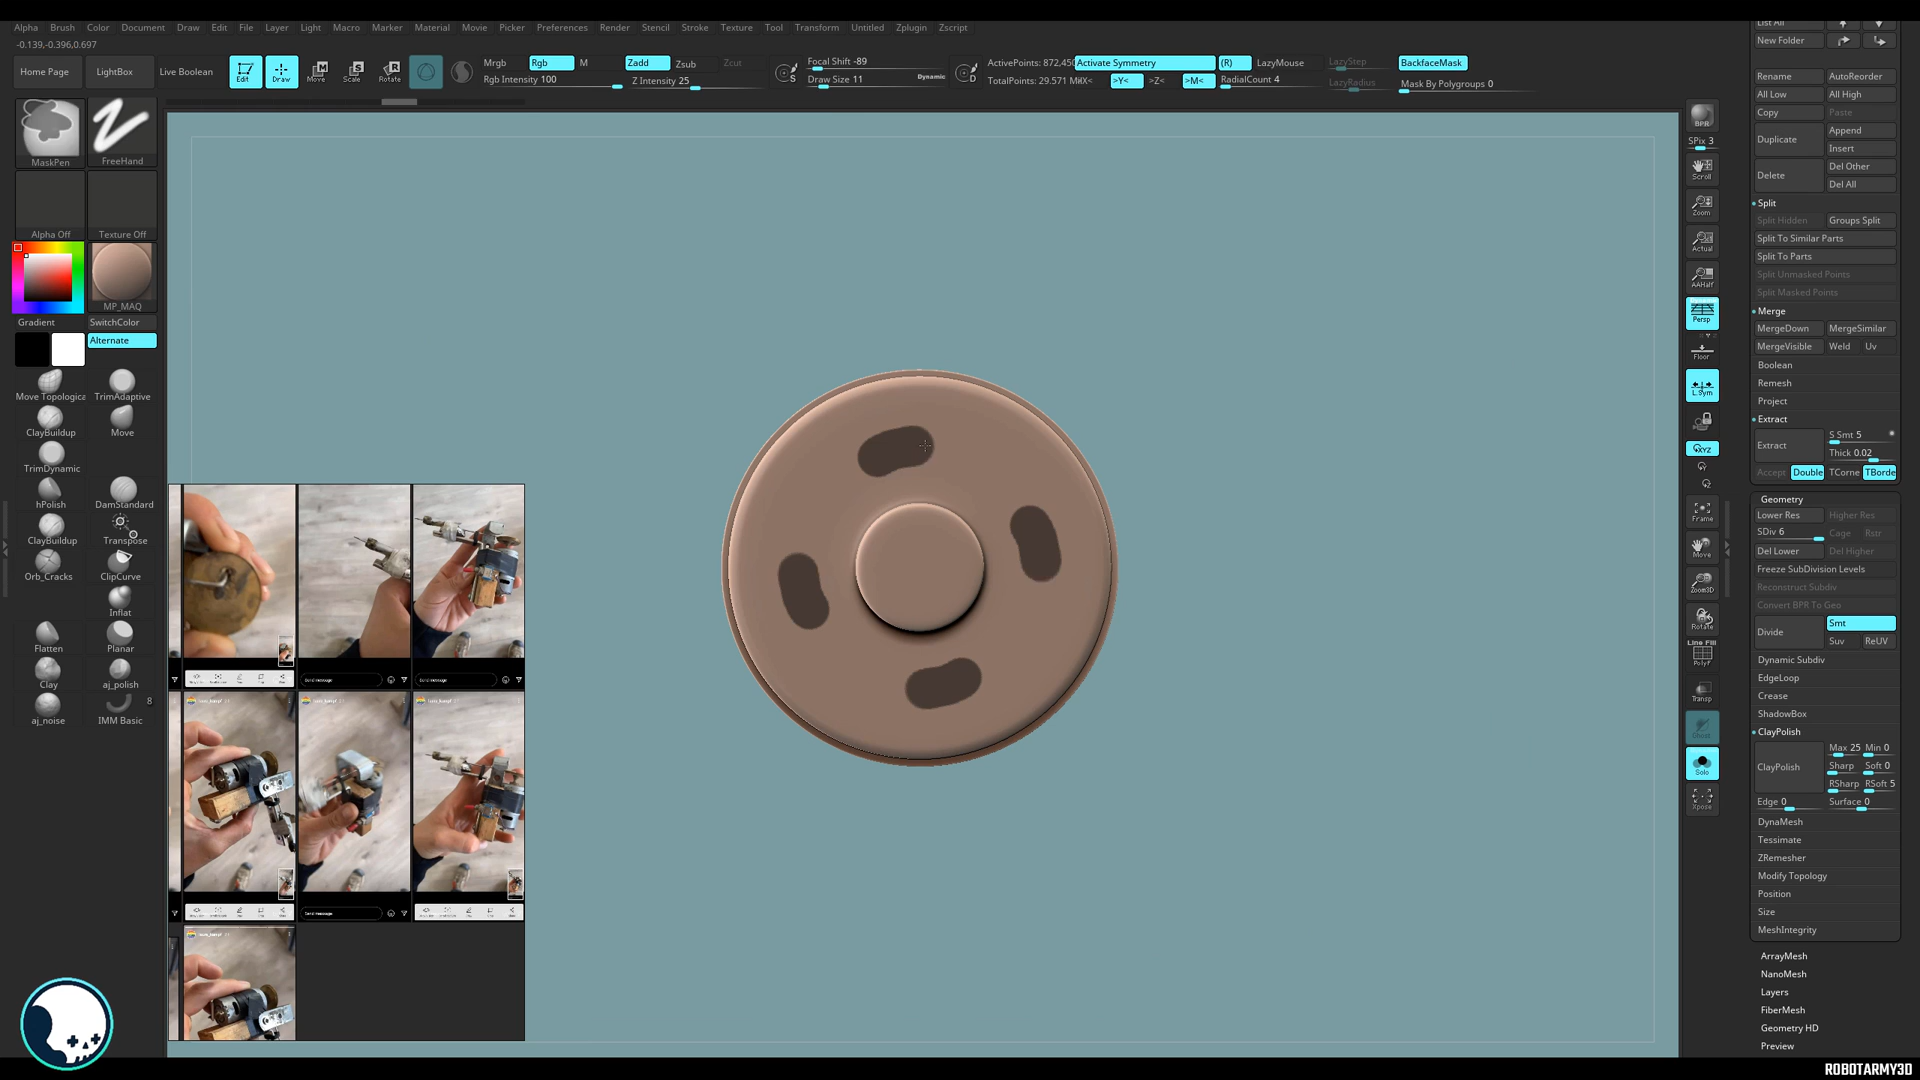 Alpha Brush Color Document Draw Edit File Layer Light Macro Marker Material Movie Picker Preferences Render Stencil Stroke Texture Tool Transform Untitled Zplugin Zscript
-0.139,-0.396,0.697
Home Page LightBox Live Boolean Edit Draw Move Scale Rotate
Mrgb Rgb M Zadd Zsub Zcut
Rgb Intensity 100 Z Intensity 25
Focal Shift -89
Draw Size 11 Dynamic
S D
ActivePoints: 872,450 Activate Symmetry (R) LazyMouse LazyStep BackfaceMask
TotalPoints: 29.571 Mil >X< >Y< >Z< >M< RadialCount 4 LazyRadius Mask By Polygroups 0
MaskPen FreeHand
Alpha Off Texture Off
MP_MAQ
Gradient SwitchColor
Alternate
Move Topologica TrimAdaptive
ClayBuildup Move
TrimDynamic
hPolish DamStandard
ClayBuildup Transpose
Orb_Cracks ClipCurve
Inflat
Flatten Planar
Clay aj_polish
8
aj_noise IMM Basic
BPR
SPix 3
Scroll
Zoom
Actual
AAHalf
Persp
Floor
L.Sym
XYZ
Frame
Move
Zoom3D
Rotate
Line Fill
PolyF
Transp
Ghost
Solo
Xpose
List All
New Folder
Rename AutoReorder
All Low All High
Copy Paste
Duplicate Append
Insert
Delete Del Other
Del All
Split
Split Hidden Groups Split
Split To Similar Parts
Split To Parts
Split Unmasked Points
Split Masked Points
Merge
MergeDown MergeSimilar
MergeVisible Weld Uv
Boolean
Remesh
Project
Extract
Extract S Smt 5
Thick 0.02
Accept Double TCorne TBorde
Geometry
Lower Res Higher Res
SDiv 6 Cage Rstr
Del Lower Del Higher
Freeze SubDivision Levels
Reconstruct Subdiv
Convert BPR To Geo
Divide Smt
Suv ReUV
Dynamic Subdiv
EdgeLoop
Crease
ShadowBox
ClayPolish
ClayPolish Max 25 Min 0
Sharp Soft 0
RSharp RSoft 5
Edge 0 Surface 0
DynaMesh
Tessimate
ZRemesher
Modify Topology
Position
Size
MeshIntegrity
ArrayMesh
NanoMesh
Layers
FiberMesh
Geometry HD
Preview
ROBOTARMY3D